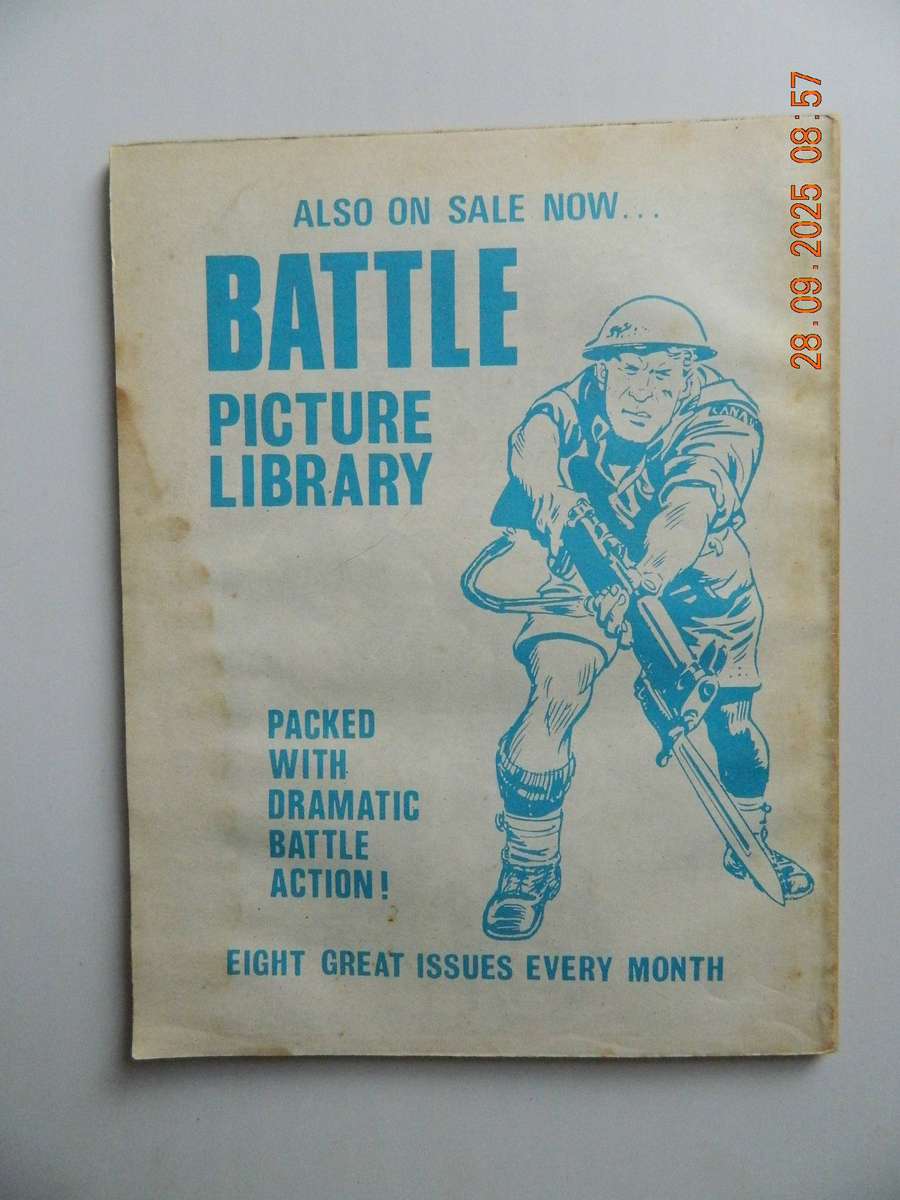 ALSO ON SALE NOW...
BATTLE
PICTURE
LIBRARY
PACKED
WITH
DRAMATIC
BATTLE
ACTION!
EIGHT GREAT ISSUES EVERY MONTH
28.09.2025 08:57